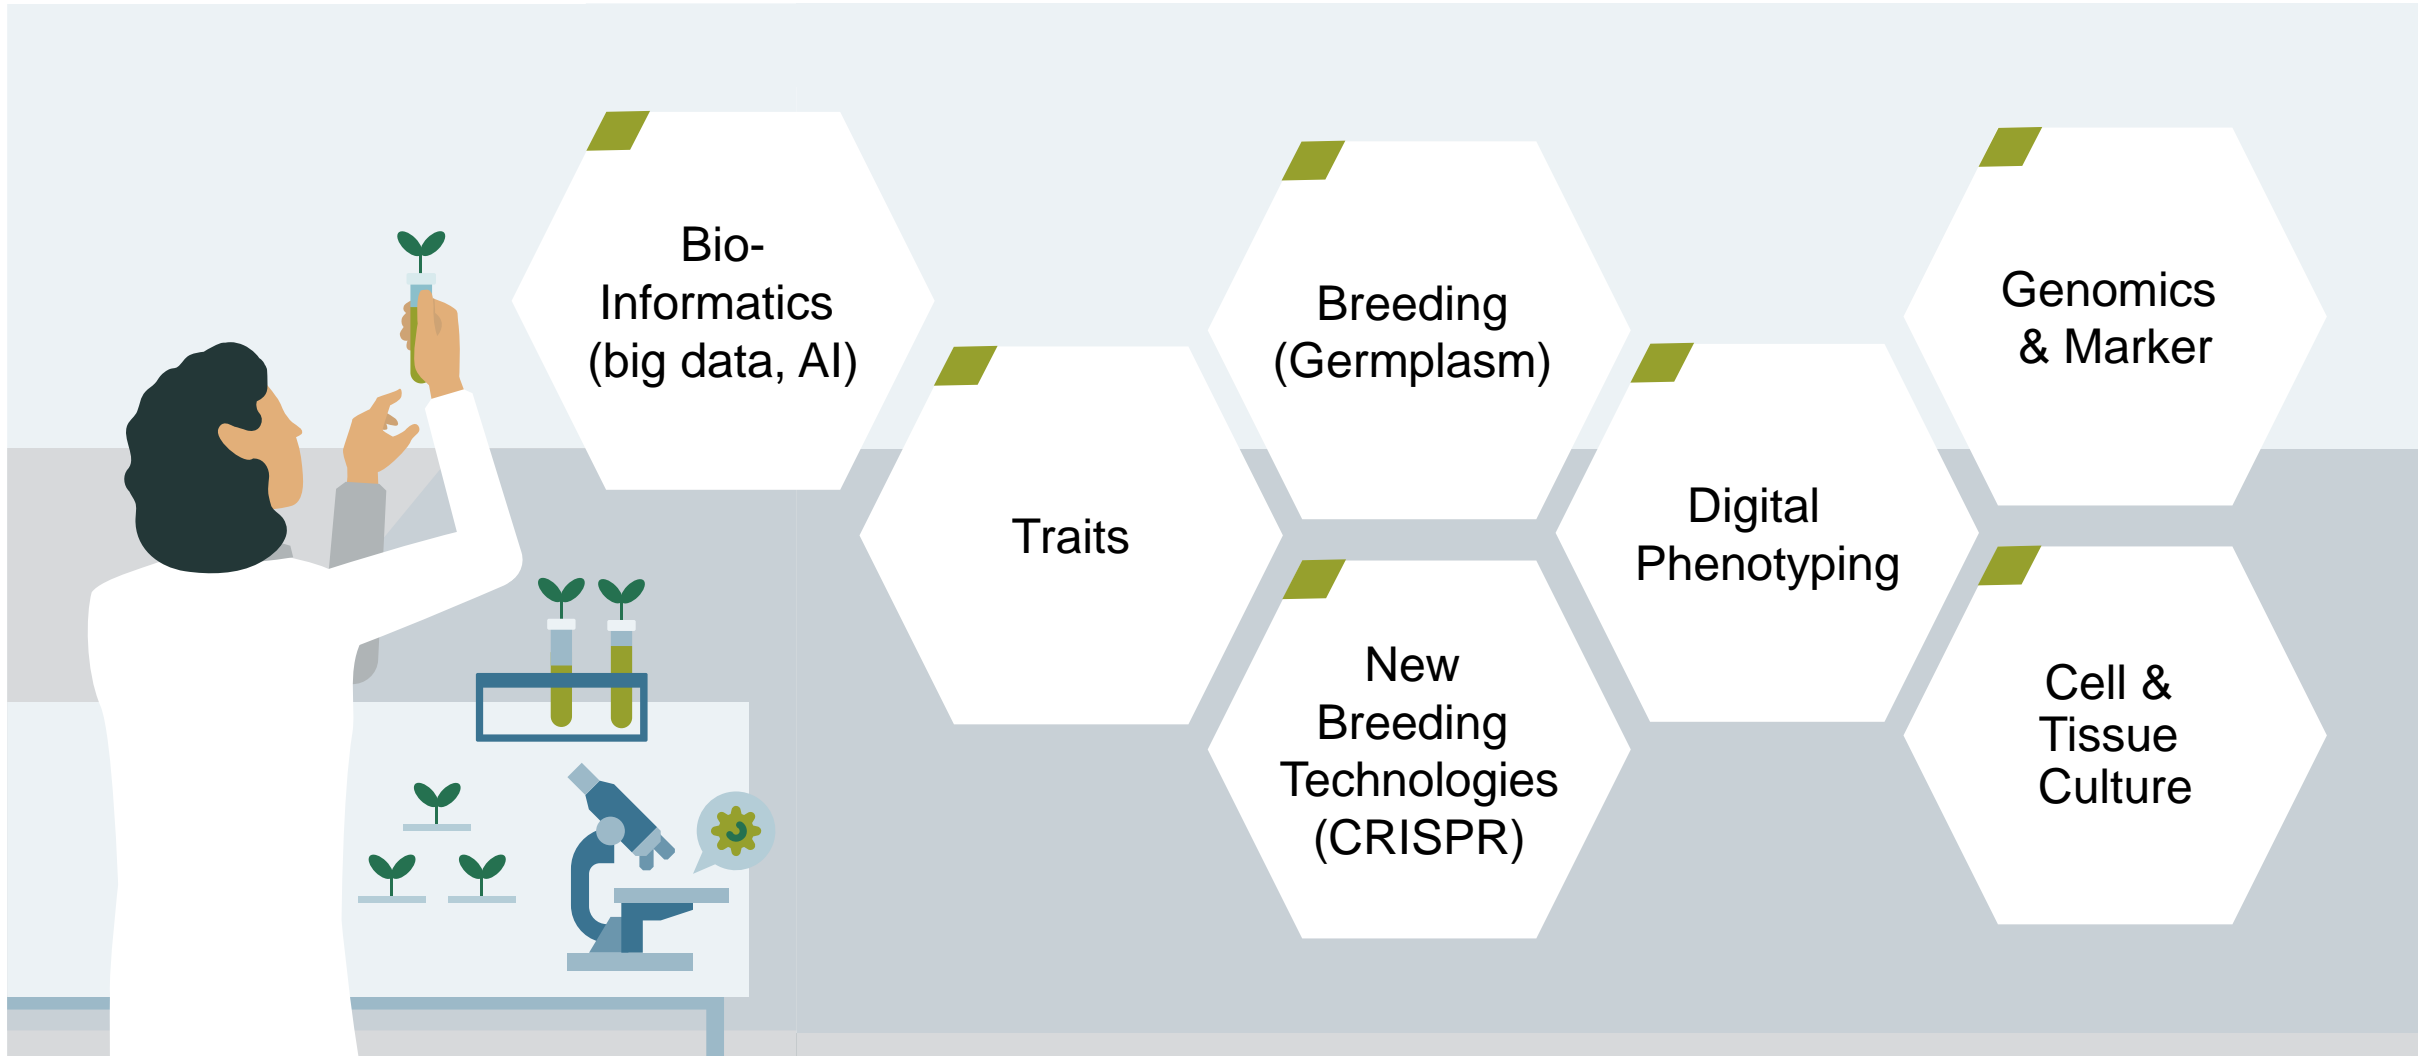 Bio-
Informatics
(big data, AI)
Traits
Breeding
(Germplasm)
New
Breeding
Technologies
(CRISPR)
Digital
Phenotyping
Genomics
& Marker
Cell &
Tissue
Culture